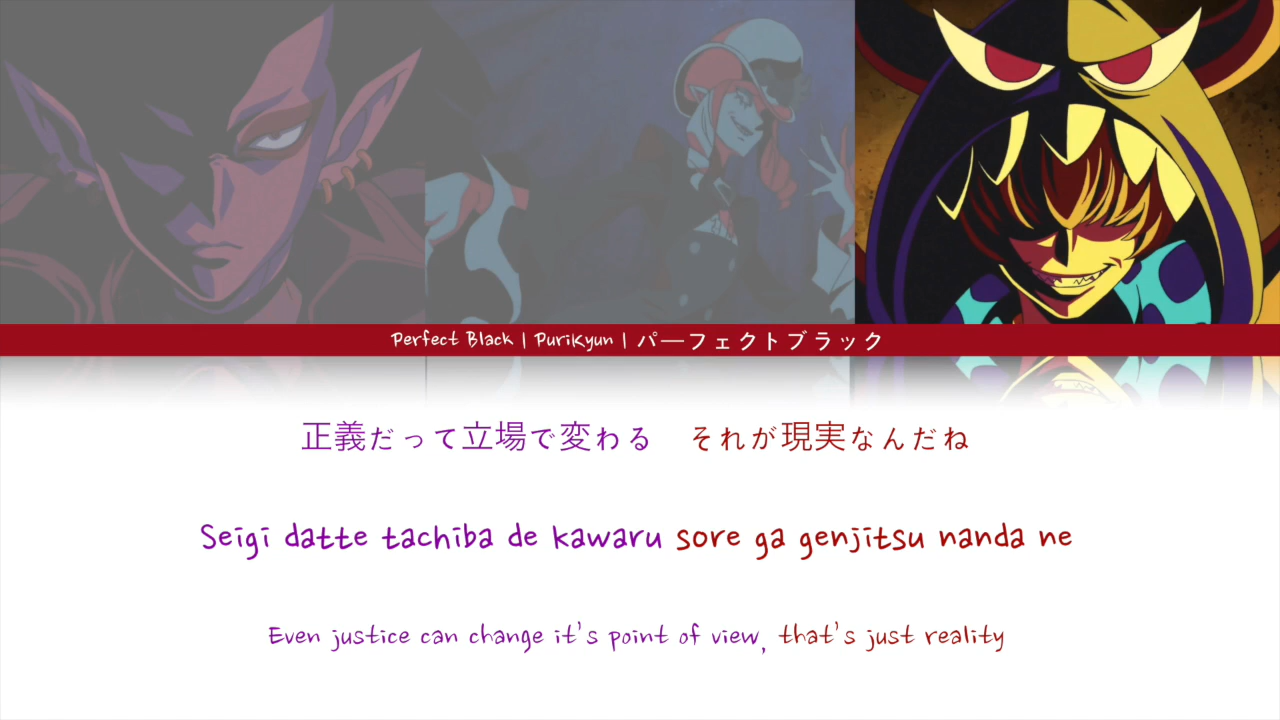 Perfect Black | PuriKyun | パーフェクトブラック
正義だって立場で変わる　それが現実なんだね
Seigi datte tachiba de kawaru sore ga genjitsu nanda ne
Even justice can change it's point of view, that's just reality